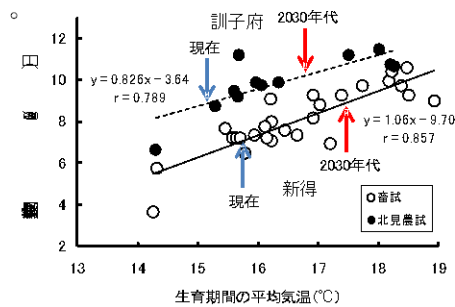 訓子府
2030年代
現在
y = 0.826x - 3.64
r = 0.789
y = 1.06x - 9.70
r = 0.857
2030年代
新得
現在
畜試
北見農試
12
10
8
6
4
2
13
14
15
16
17
18
19
生育期間の平均気温(℃)